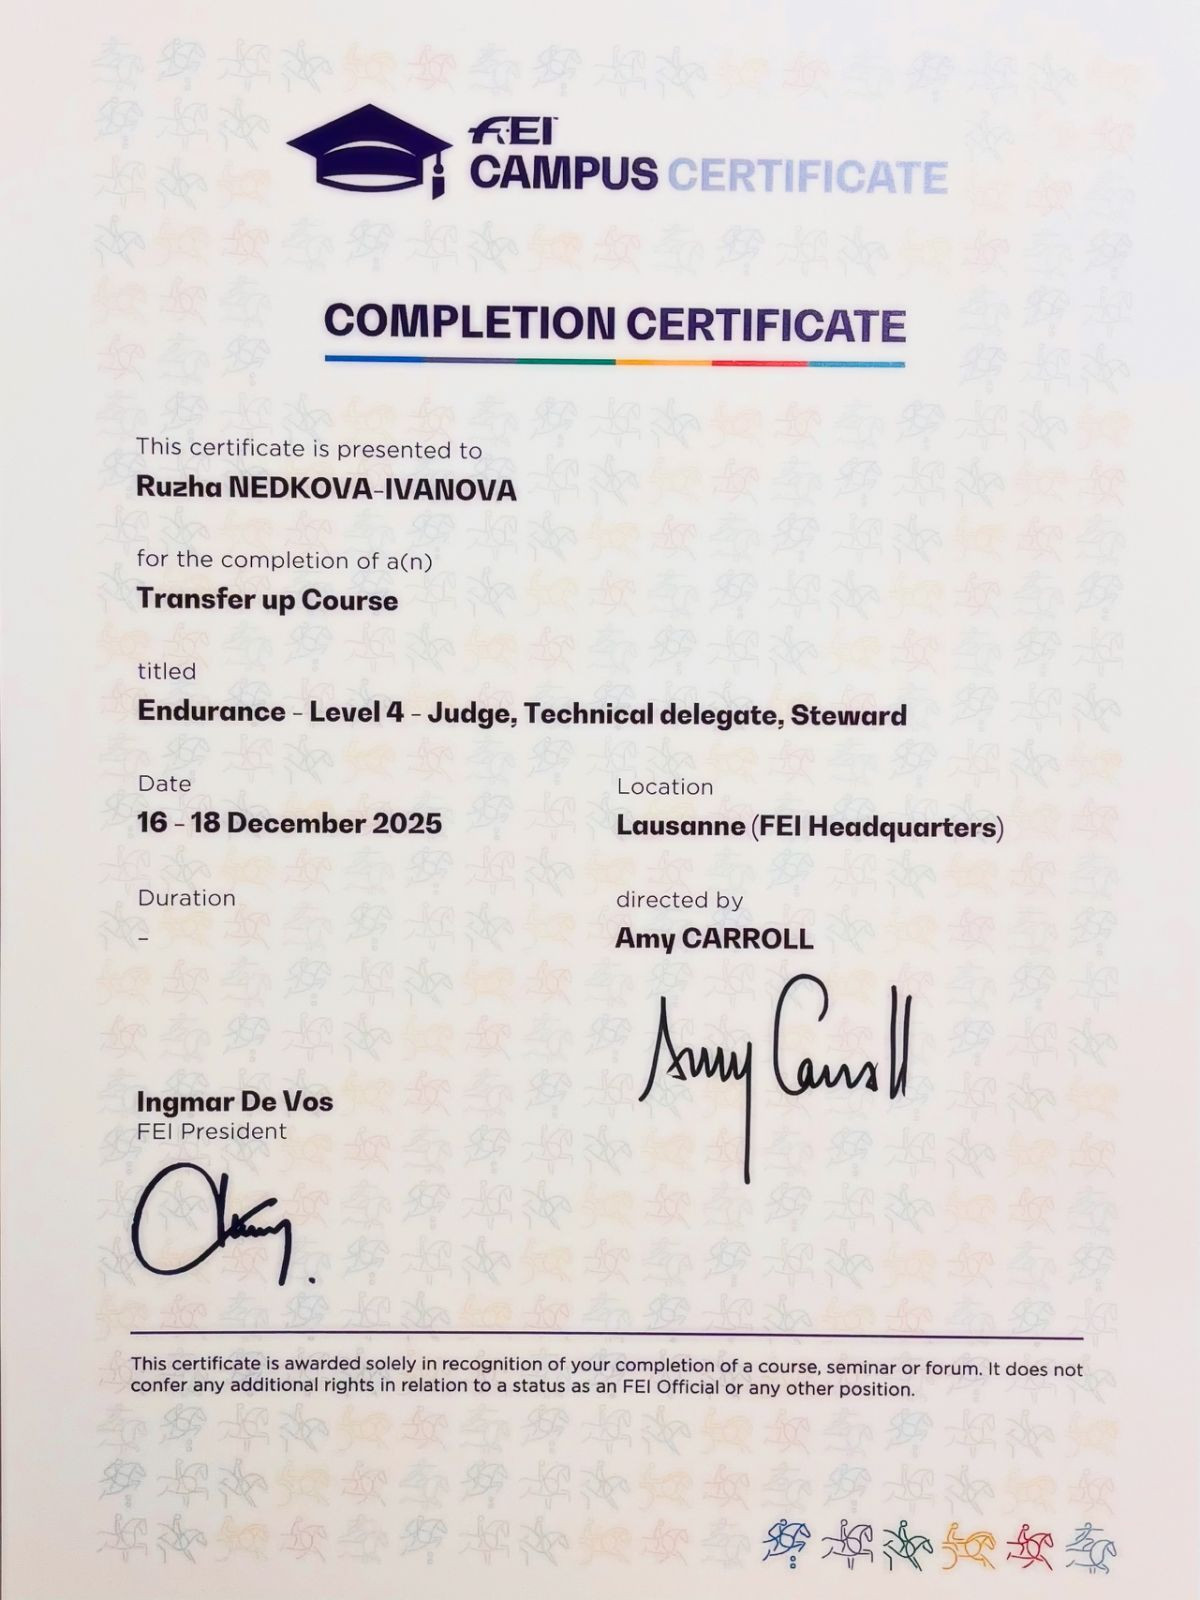 FEI
CAMPUS CERTIFICATE
COMPLETION CERTIFICATE
This certificate is presented to
Ruzha NEDKOVA-IVANOVA
for the completion of a(n)
Transfer up Course
titled
Endurance - Level 4 - Judge, Technical delegate, Steward
Date
16 - 18 December 2025
Location
Lausanne (FEI Headquarters)
Duration
-
directed by
Amy CARROLL
Amy Carroll
Ingmar De Vos
FEI President
This certificate is awarded solely in recognition of your completion of a course, seminar or forum. It does not
confer any additional rights in relation to a status as an FEI Official or any other position.